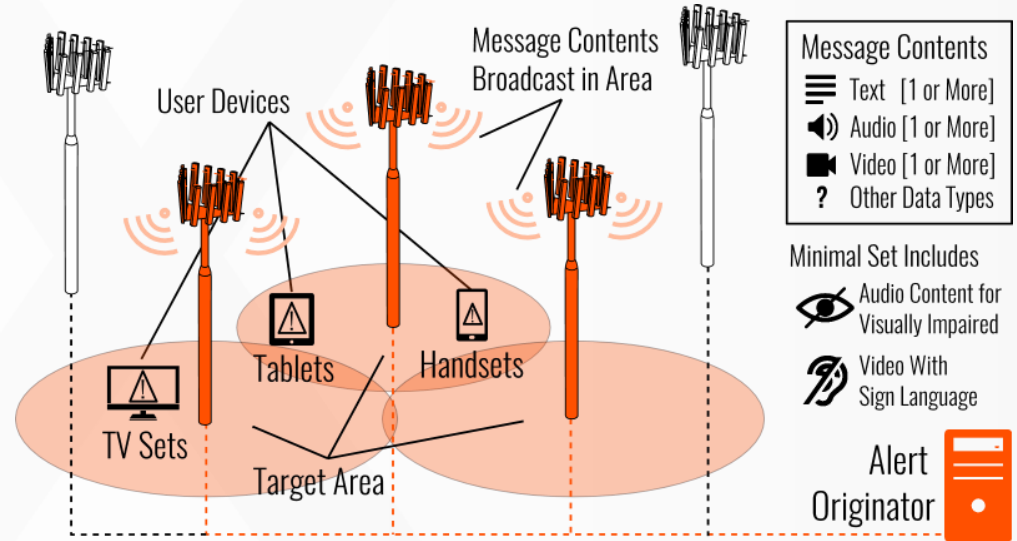 User Devices
Message Contents
Broadcast in Area
Message Contents
Text [1 or More]
Audio [1 or More]
Video [1 or More]
? Other Data Types
Minimal Set Includes
Audio Content for
Visually Impaired
Video With
Sign Language
Tablets
Handsets
TV Sets
Target Area
Alert
Originator